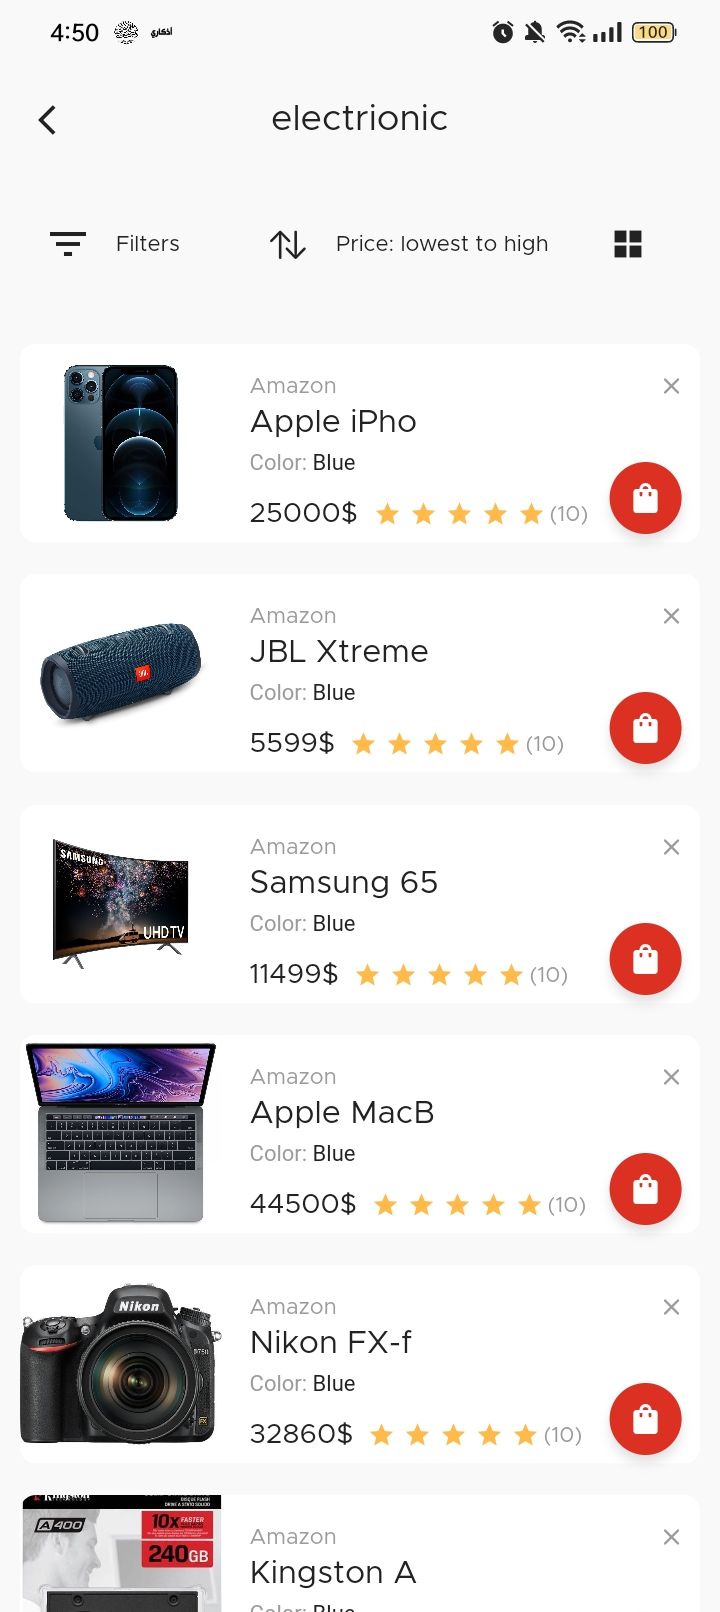 4:50 أذكاري 100
electrionic
Filters Price: lowest to high
Amazon
Apple iPho
Color: Blue
25000$ (10)
Amazon
JBL Xtreme
Color: Blue
5599$ (10)
JBL
Amazon
Samsung 65
Color: Blue
11499$ (10)
SAMSUNG
UHD TV
Amazon
Apple MacB
Color: Blue
44500$ (10)
Amazon
Nikon FX-f
Color: Blue
32860$ (10)
Nikon
D750
FX
Amazon
Kingston A
Color: Blue
Kingston
A400
10x FASTER
240GB